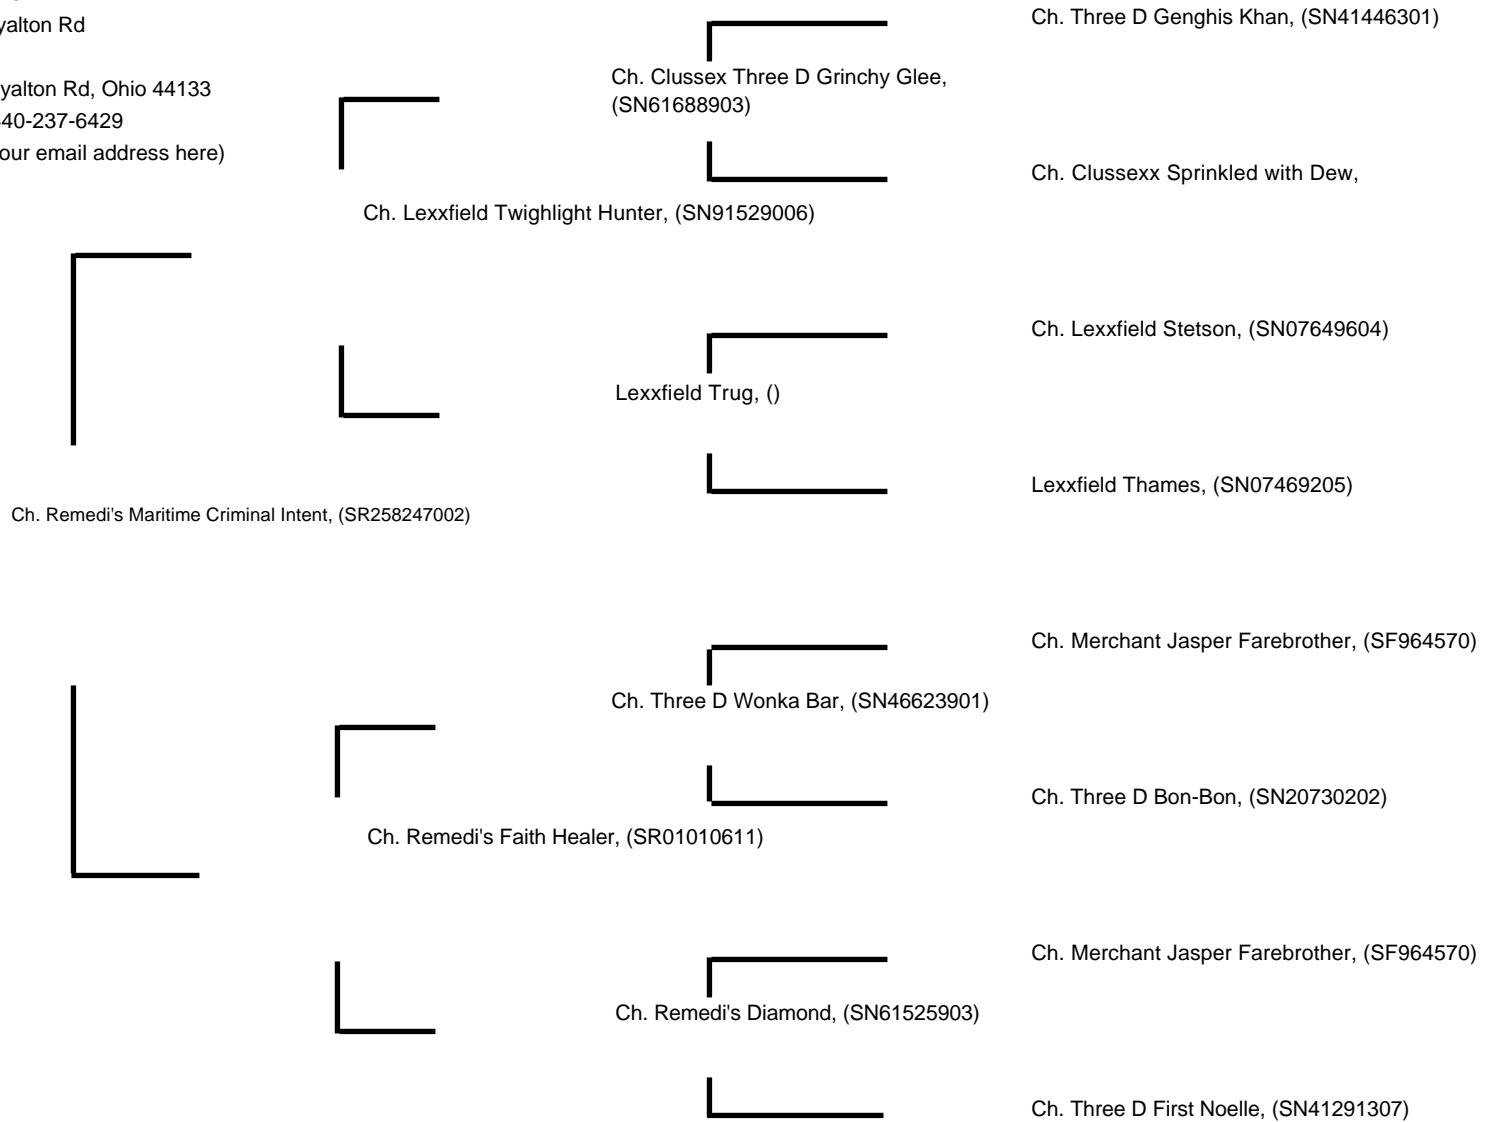 yalton Rd
yalton Rd, Ohio 44133
40-237-6429
our email address here)
Ch. Three D Genghis Khan, (SN41446301)
Ch. Clussex Three D Grinchy Glee,
(SN61688903)
Ch. Clussexx Sprinkled with Dew,
Ch. Lexxfield Twighlight Hunter, (SN91529006)
Ch. Lexxfield Stetson, (SN07649604)
Lexxfield Trug, ()
Lexxfield Thames, (SN07469205)
Ch. Remedi's Maritime Criminal Intent, (SR258247002)
Ch. Merchant Jasper Farebrother, (SF964570)
Ch. Three D Wonka Bar, (SN46623901)
Ch. Three D Bon-Bon, (SN20730202)
Ch. Remedi's Faith Healer, (SR01010611)
Ch. Merchant Jasper Farebrother, (SF964570)
Ch. Remedi's Diamond, (SN61525903)
Ch. Three D First Noelle, (SN41291307)